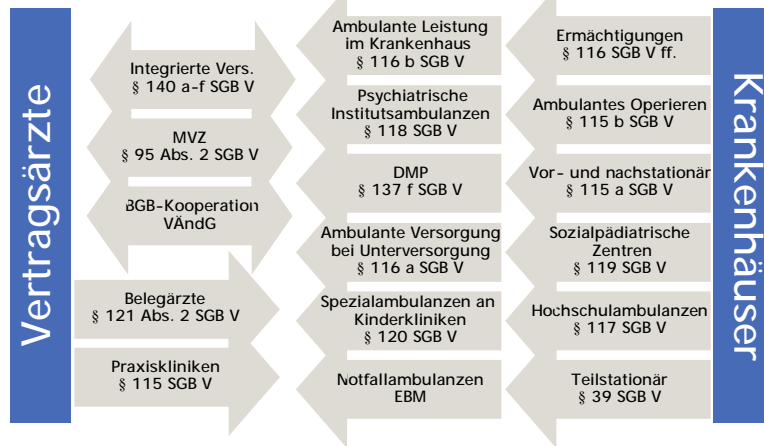 Vertragsärzte
Integrierte Vers.
§ 140 a-f SGB V
MVZ
§ 95 Abs. 2 SGB V
BGB-Kooperation
VÄndG
Belegärzte
§ 121 Abs. 2 SGB V
Praxiskliniken
§ 115 SGB V
Ambulante Leistung
im Krankenhaus
§ 116 b SGB V
Psychiatrische
Institutsambulanzen
§ 118 SGB V
DMP
§ 137 f SGB V
Ambulante Versorgung
bei Unterversorgung
§ 116 a SGB V
Spezialambulanzen an
Kinderkliniken
§ 120 SGB V
Notfallambulanzen
EBM
Ermächtigungen
§ 116 SGB V ff.
Ambulantes Operieren
§ 115 b SGB V
Vor- und nachstationär
§ 115 a SGB V
Sozialpädiatrische
Zentren
§ 119 SGB V
Hochschulambulanzen
§ 117 SGB V
Teilstationär
§ 39 SGB V
Krankenhäuser